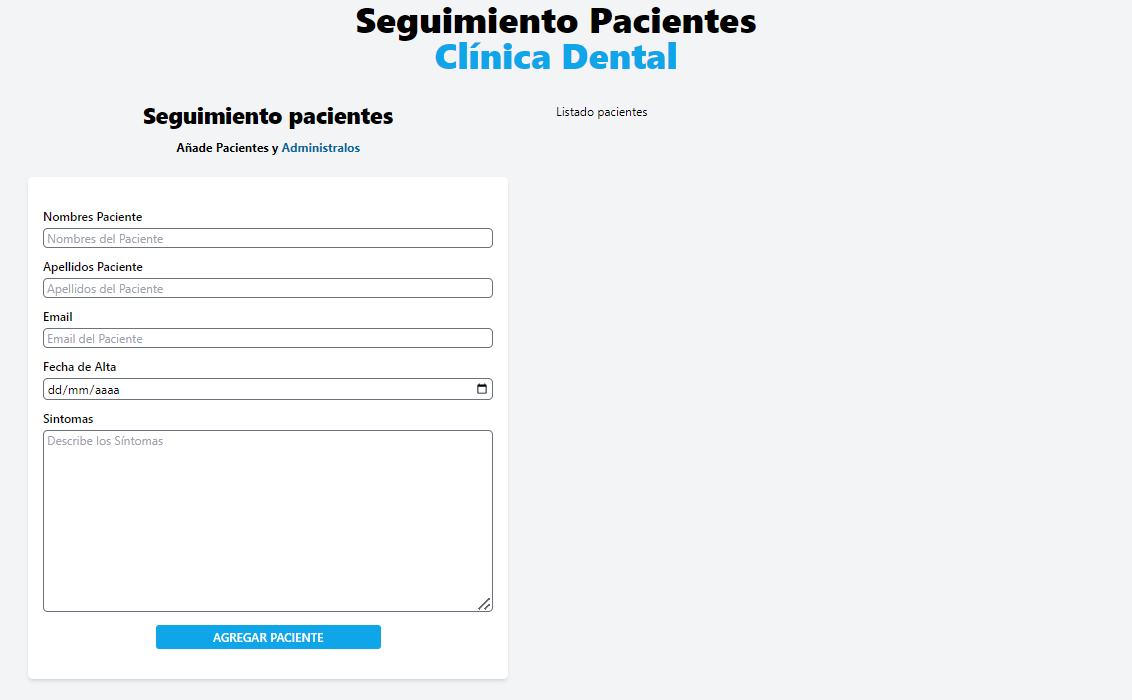 Seguimiento Pacientes
Clínica Dental
Seguimiento pacientes
Añade Pacientes y Administralos
Nombres Paciente
Nombres del Paciente
Apellidos Paciente
Apellidos del Paciente
Email
Email del Paciente
Fecha de Alta
dd/mm/aaaa
Sintomas
Describe los Síntomas
AGREGAR PACIENTE
Listado pacientes